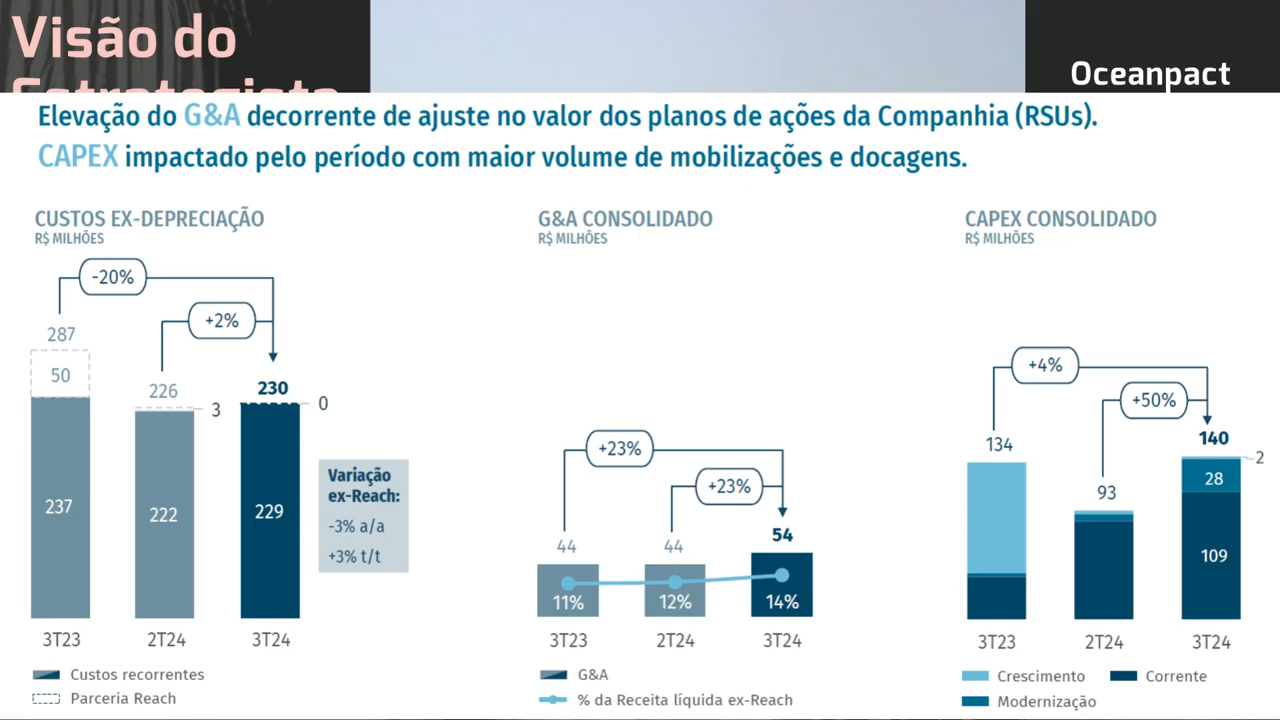 Visão do
Estrategista
Oceanpact
Elevação do G&A decorrente de ajuste no valor dos planos de ações da Companhia (RSUs).
CAPEX impactado pelo período com maior volume de mobilizações e docagens.
CUSTOS EX-DEPRECIAÇÃO
R$ MILHÕES
-20%
+2%
287
50
226
3
230
0
237
222
229
Variação
ex-Reach:
-3% a/a
+3% t/t
3T23
2T24
3T24
Custos recorrentes
Parceria Reach
G&A CONSOLIDADO
R$ MILHÕES
+23%
+23%
44
44
54
11%
12%
14%
3T23
2T24
3T24
G&A
% da Receita líquida ex-Reach
CAPEX CONSOLIDADO
R$ MILHÕES
+4%
+50%
134
93
140
2
28
109
3T23
2T24
3T24
Crescimento
Corrente
Modernização